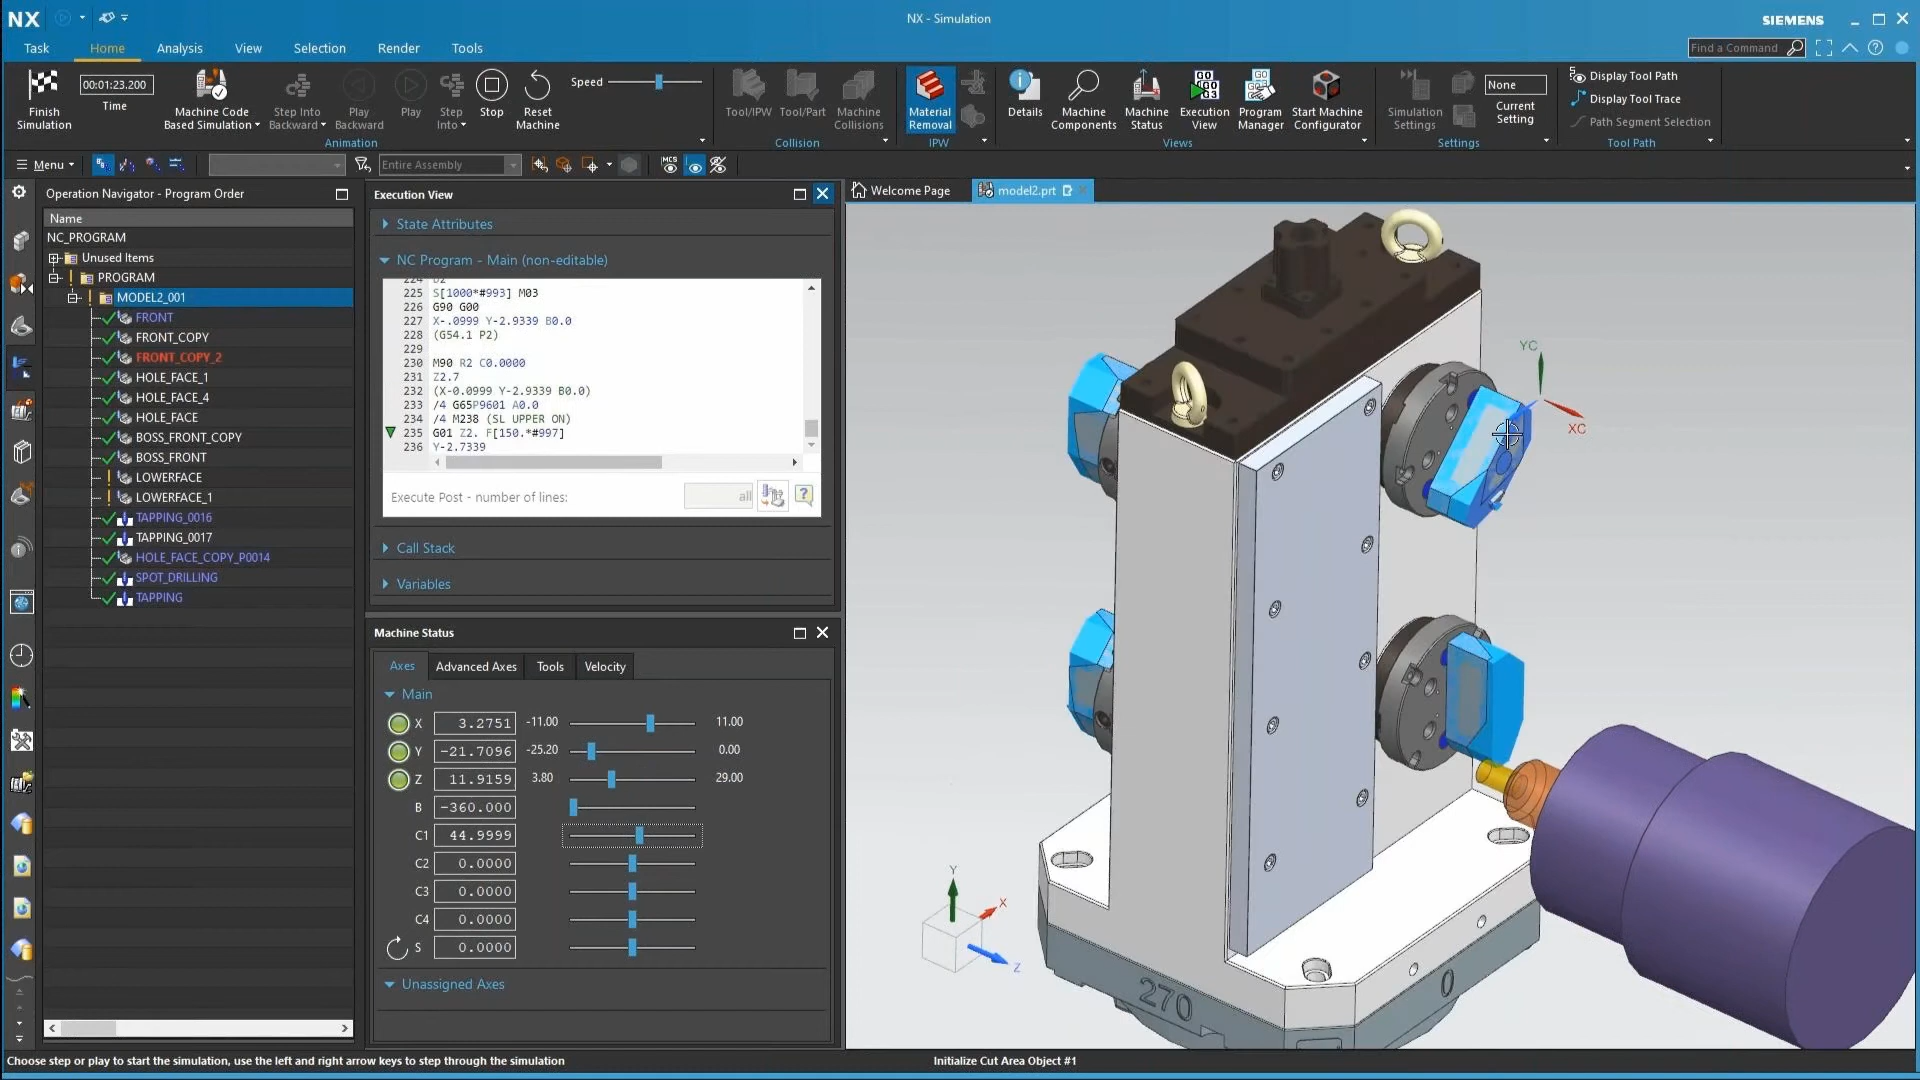 NX
NX - Simulation
SIEMENS
Task
Home
Analysis
View
Selection
Render
Tools
Find a Command
Finish Simulation
00:01:23.200
Time
Machine Code Based Simulation
Step Into Backward
Play Backward
Play
Step Into
Stop
Reset Machine
Speed
Animation
Tool/IPW
Tool/Part
Machine Collisions
Collision
Material Removal
IPW
Details
Machine Components
Machine Status
GO G0 G3
Execution View
Program Manager
Start Machine Configurator
Views
Simulation Settings
None
Current Setting
Settings
Display Tool Path
Display Tool Trace
Path Segment Selection
Tool Path
Menu
Entire Assembly
MCS
Operation Navigator - Program Order
Name
NC_PROGRAM
Unused Items
PROGRAM
MODEL2_001
FRONT
FRONT_COPY
FRONT_COPY_2
HOLE_FACE_1
HOLE_FACE_4
HOLE_FACE
BOSS_FRONT_COPY
BOSS_FRONT
LOWERFACE
LOWERFACE_1
TAPPING_0016
TAPPING_0017
HOLE_FACE_COPY_P0014
SPOT_DRILLING
TAPPING
Execution View
State Attributes
NC Program - Main (non-editable)
224 D2
225 S[1000*#993] M03
226 G90 G00
227 X-.0999 Y-2.9339 B0.0
228 (G54.1 P2)
229
230 M90 R2 C0.0000
231 Z2.7
232 (X-0.0999 Y-2.9339 B0.0)
233 /4 G65P9601 A0.0
234 /4 M238 (SL UPPER ON)
235 G01 Z2. F[150.*#997]
236 Y-2.7339
Execute Post - number of lines:
all
Call Stack
Variables
Machine Status
Axes
Advanced Axes
Tools
Velocity
Main
X 3.2751 -11.00 11.00
Y -21.7096 -25.20 0.00
Z 11.9159 3.80 29.00
B -360.000
C1 44.9999
C2 0.0000
C3 0.0000
C4 0.0000
S 0.0000
Unassigned Axes
Welcome Page
model2.prt
YC
XC
Y
X
Z
270
0
Choose step or play to start the simulation, use the left and right arrow keys to step through the simulation
Initialize Cut Area Object #1